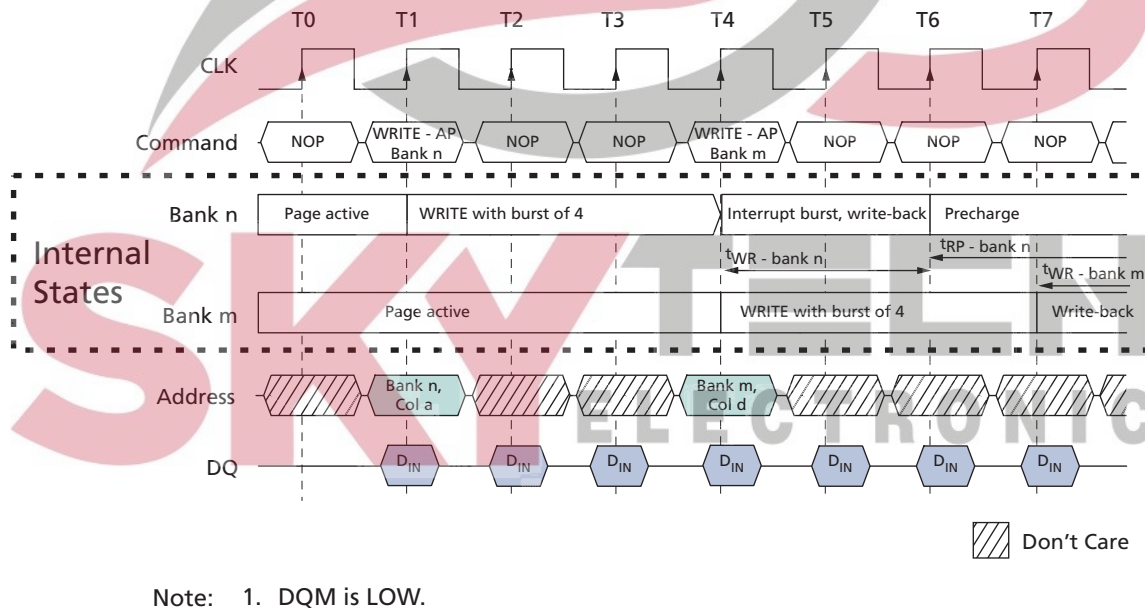 T0 T1 T2 T3 T4 T5 T6 T7
CLK
Command NOP WRITE - AP Bank n NOP NOP WRITE - AP Bank m NOP NOP NOP
Internal States
Bank n Page active WRITE with burst of 4 Interrupt burst, write-back Precharge
tWR - bank n tRP - bank n
tWR - bank m
Bank m Page active WRITE with burst of 4 Write-back
Address Bank n, Col a Bank m, Col d
DQ DIN DIN DIN DIN DIN DIN DIN
Don't Care
Note: 1. DQM is LOW.
SKYTECH
ELECTRONIC